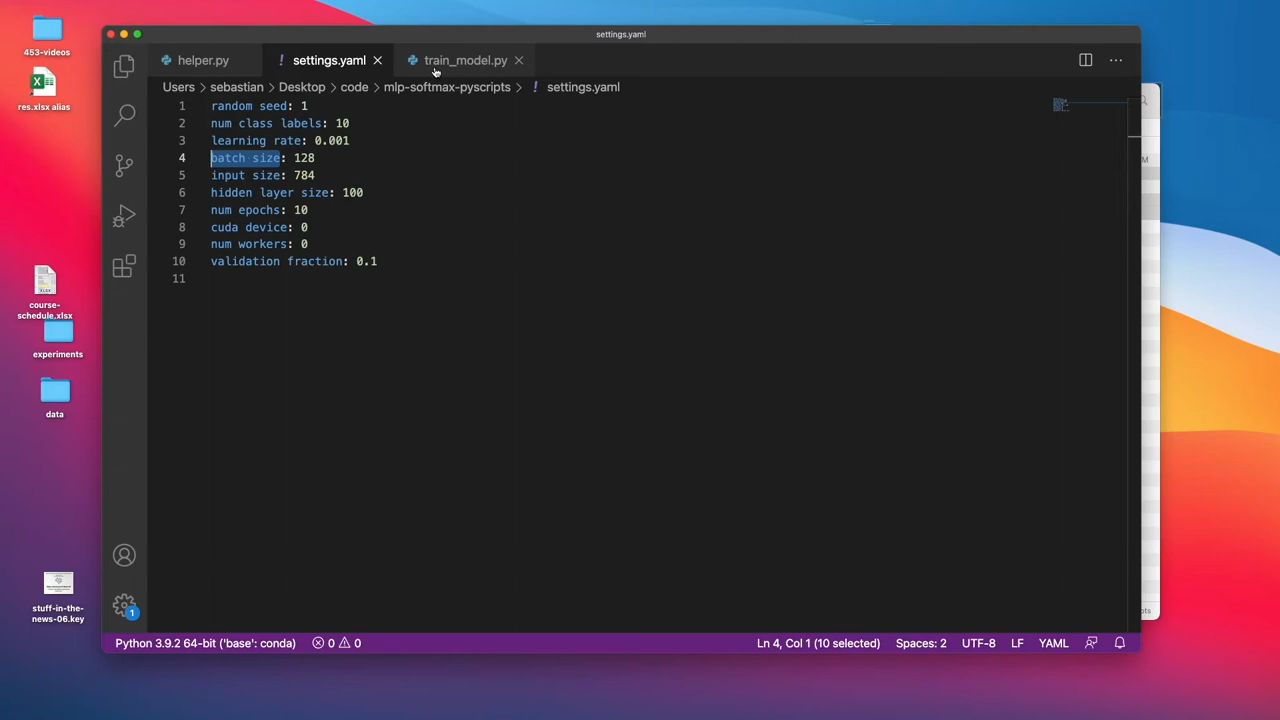 453-videos
res.xlsx alias
course-
schedule.xlsx
experiments
data
stuff-in-the-
news-06.key
settings.yaml
helper.py
! settings.yaml
train_model.py
Users > sebastian > Desktop > code > mlp-softmax-pyscripts > ! settings.yaml
1 random seed: 1
2 num class labels: 10
3 learning rate: 0.001
4 batch size: 128
5 input size: 784
6 hidden layer size: 100
7 num epochs: 10
8 cuda device: 0
9 num workers: 0
10 validation fraction: 0.1
11
1
Python 3.9.2 64-bit ('base': conda) 0 0 Ln 4, Col 1 (10 selected) Spaces: 2 UTF-8 LF YAML